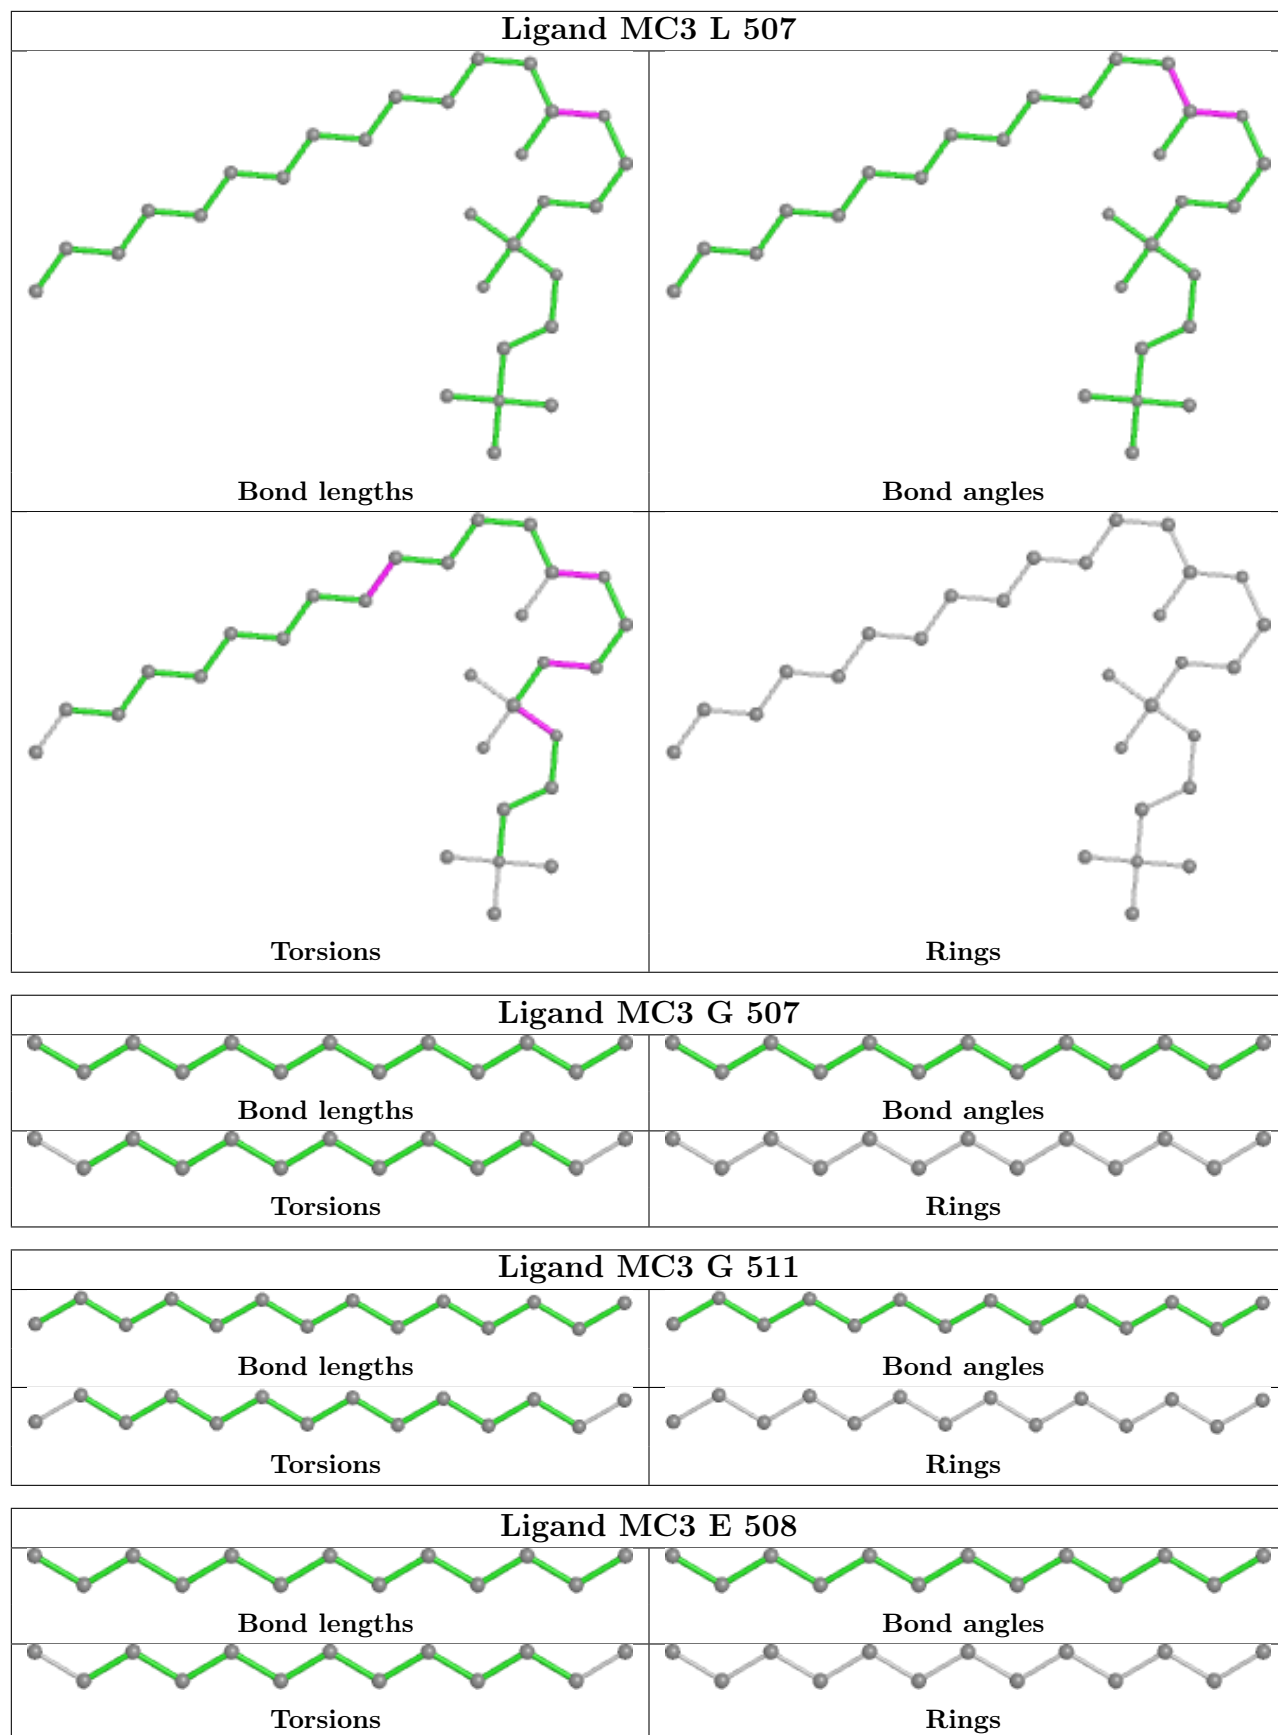 Ligand MC3 L 507
Bond lengths
Bond angles
Torsions
Rings
Ligand MC3 G 507
Bond lengths
Bond angles
Torsions
Rings
Ligand MC3 G 511
Bond lengths
Bond angles
Torsions
Rings
Ligand MC3 E 508
Bond lengths
Bond angles
Torsions
Rings